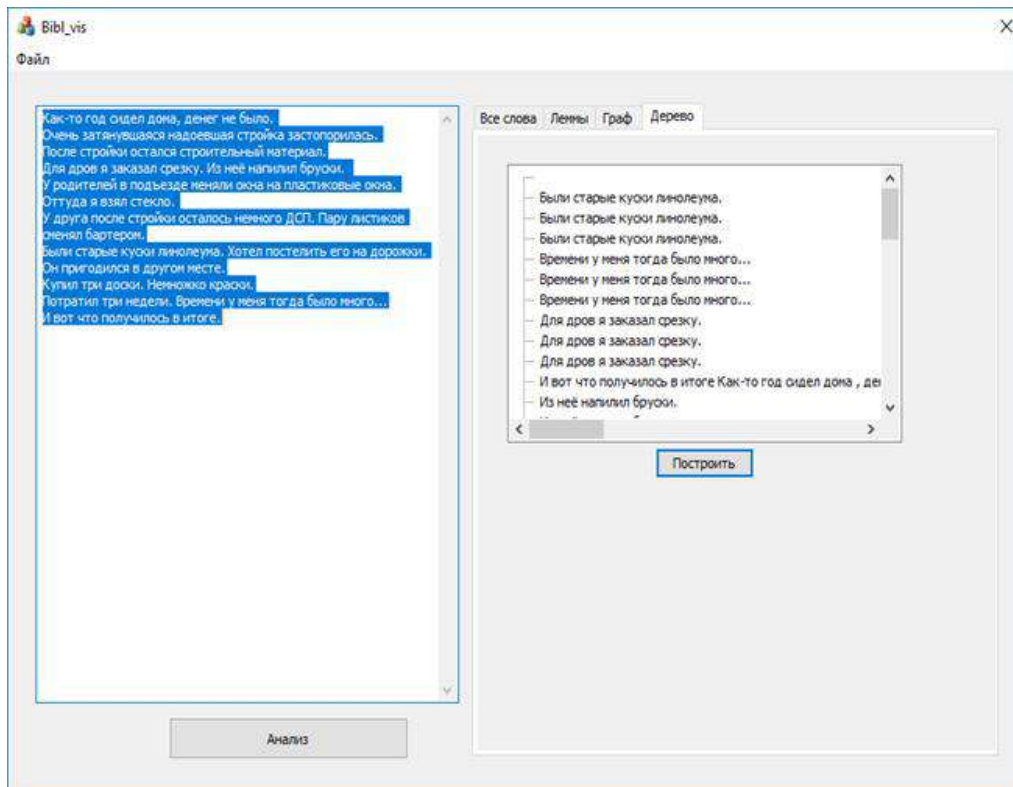 Bibl_vis
Файл
Как-то год сидел дома, денег не было.
Очень затянувшаяся надоевшая стройка застопорилась.
После стройки остался строительный материал.
Для дров я заказал срезку. Из неё напилил бруски.
У родителей в подъезде меняли окна на пластиковые окна.
Оттуда я взял стекло.
У друга после стройки осталось немного ДСП. Пару листиков
сменял бартером.
Были старые куски линолеума. Хотел постелить его на дорожки.
Он пригодился в другом месте.
Купил три доски. Немножко краски.
Потратил три недели. Времени у меня тогда было много...
И вот что получилось в итоге.
Анализ
Все слова Леммы Граф Дерево
Были старые куски линолеума.
Были старые куски линолеума.
Были старые куски линолеума.
Времени у меня тогда было много...
Времени у меня тогда было много...
Времени у меня тогда было много...
Для дров я заказал срезку.
Для дров я заказал срезку.
Для дров я заказал срезку.
И вот что получилось в итоге Как-то год сидел дома , ден
Из неё напилил бруски.
Построить